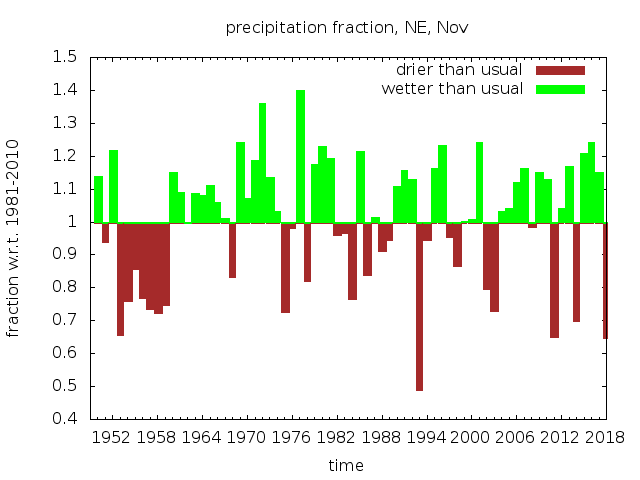 precipitation fraction, NE, Nov
drier than usual
wetter than usual
fraction w.r.t. 1981-2010
1.5
1.4
1.3
1.2
1.1
1
0.9
0.8
0.7
0.6
0.5
0.4
1952 1958 1964 1970 1976 1982 1988 1994 2000 2006 2012 2018
time